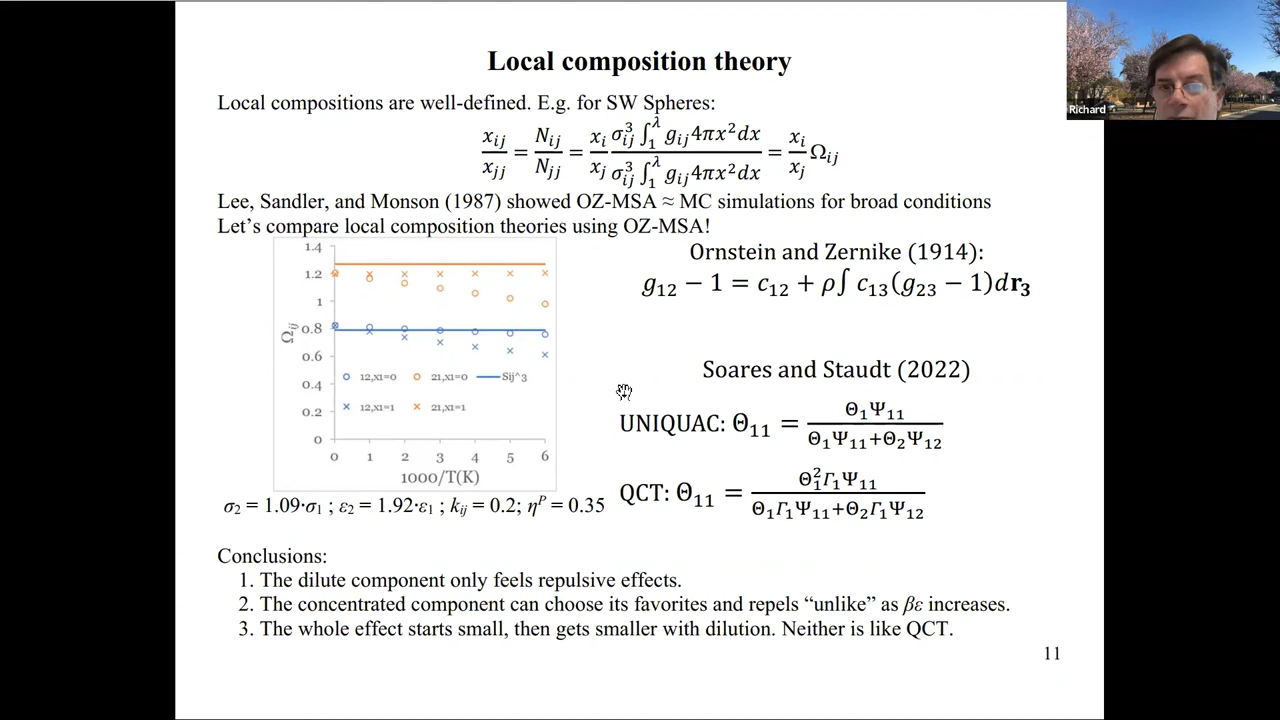 Local composition theory
Richard
Local compositions are well-defined. E.g. for SW Spheres:
x_ij/x_jj = N_ij/N_jj = x_i/x_j σ_ij^3 ∫_1^λ g_ij 4πx^2 dx / σ_ij^3 ∫_1^λ g_ij 4πx^2 dx = x_i/x_j Ω_ij
Lee, Sandler, and Monson (1987) showed OZ-MSA ≈ MC simulations for broad conditions
Let's compare local composition theories using OZ-MSA!
Ornstein and Zernike (1914):
g_12 − 1 = c_12 + ρ∫ c_13(g_23 − 1)dr_3
1.4
1.2
1
0.8
0.6
0.4
0.2
0
Ω_ij
12,x1=0 21,x1=0 Sij^3
12,x1=1 21,x1=1
0 1 2 3 4 5 6
1000/T(K)
Soares and Staudt (2022)
UNIQUAC: Θ_11 = Θ_1Ψ_11 / Θ_1Ψ_11+Θ_2Ψ_12
QCT: Θ_11 = Θ_1^2Γ_1Ψ_11 / Θ_1Γ_1Ψ_11+Θ_2Γ_1Ψ_12
σ_2 = 1.09·σ_1 ; ε_2 = 1.92·ε_1 ; k_ij = 0.2; η^P = 0.35
Conclusions:
1. The dilute component only feels repulsive effects.
2. The concentrated component can choose its favorites and repels “unlike” as βε increases.
3. The whole effect starts small, then gets smaller with dilution. Neither is like QCT.
11